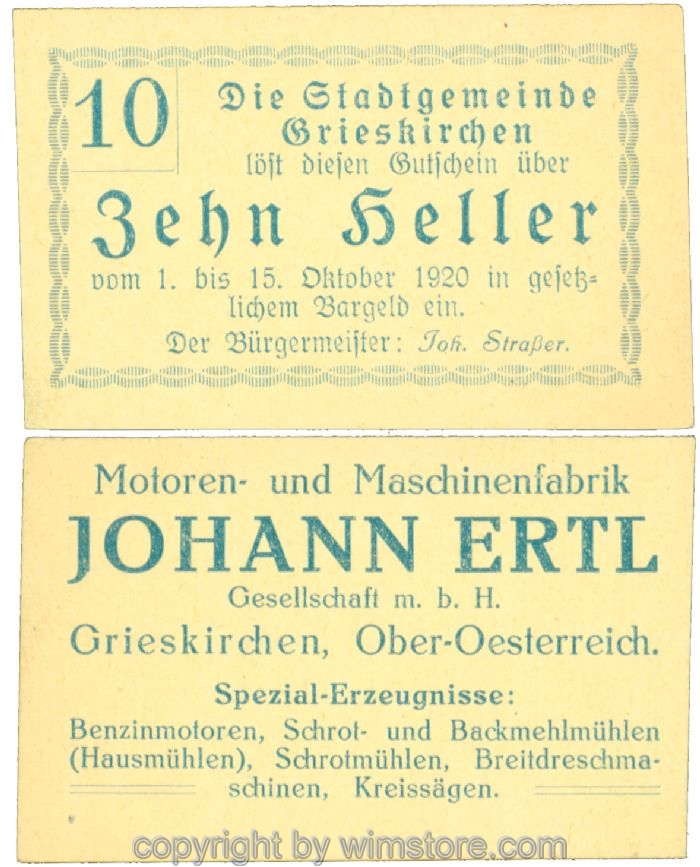 10
Die Stadtgemeinde
Grieskirchen
löst diesen Gutschein über
Zehn Heller
vom 1. bis 15. Oktober 1920 in gesetz-
lichem Bargeld ein.
Der Bürgermeister: Joh. Straßer.
Motoren- und Maschinenfabrik
JOHANN ERTL
Gesellschaft m. b. H.
Grieskirchen, Ober-Oesterreich.
Spezial-Erzeugnisse:
Benzinmotoren, Schrot- und Backmehlmühlen
(Hausmühlen), Schrotmühlen, Breitdreschma-
schinen, Kreissägen.
copyright by wimstore.com